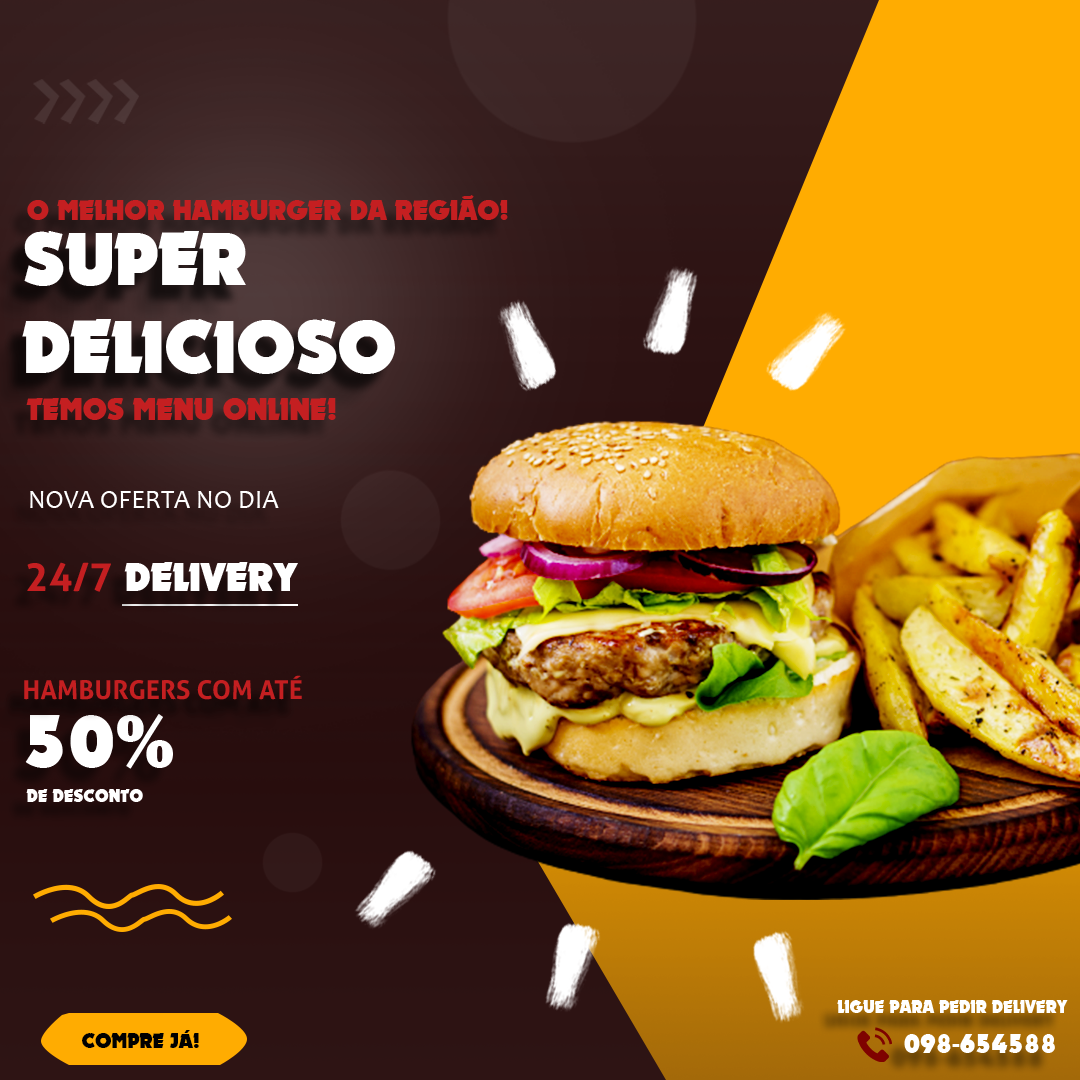 O MELHOR HAMBURGER DA REGIÃO!
SUPER
DELICIOSO
TEMOS MENU ONLINE!
NOVA OFERTA NO DIA
24/7 DELIVERY
HAMBURGERS COM ATÉ
50%
DE DESCONTO
COMPRE JÁ!
LIGUE PARA PEDIR DELIVERY
098-654588